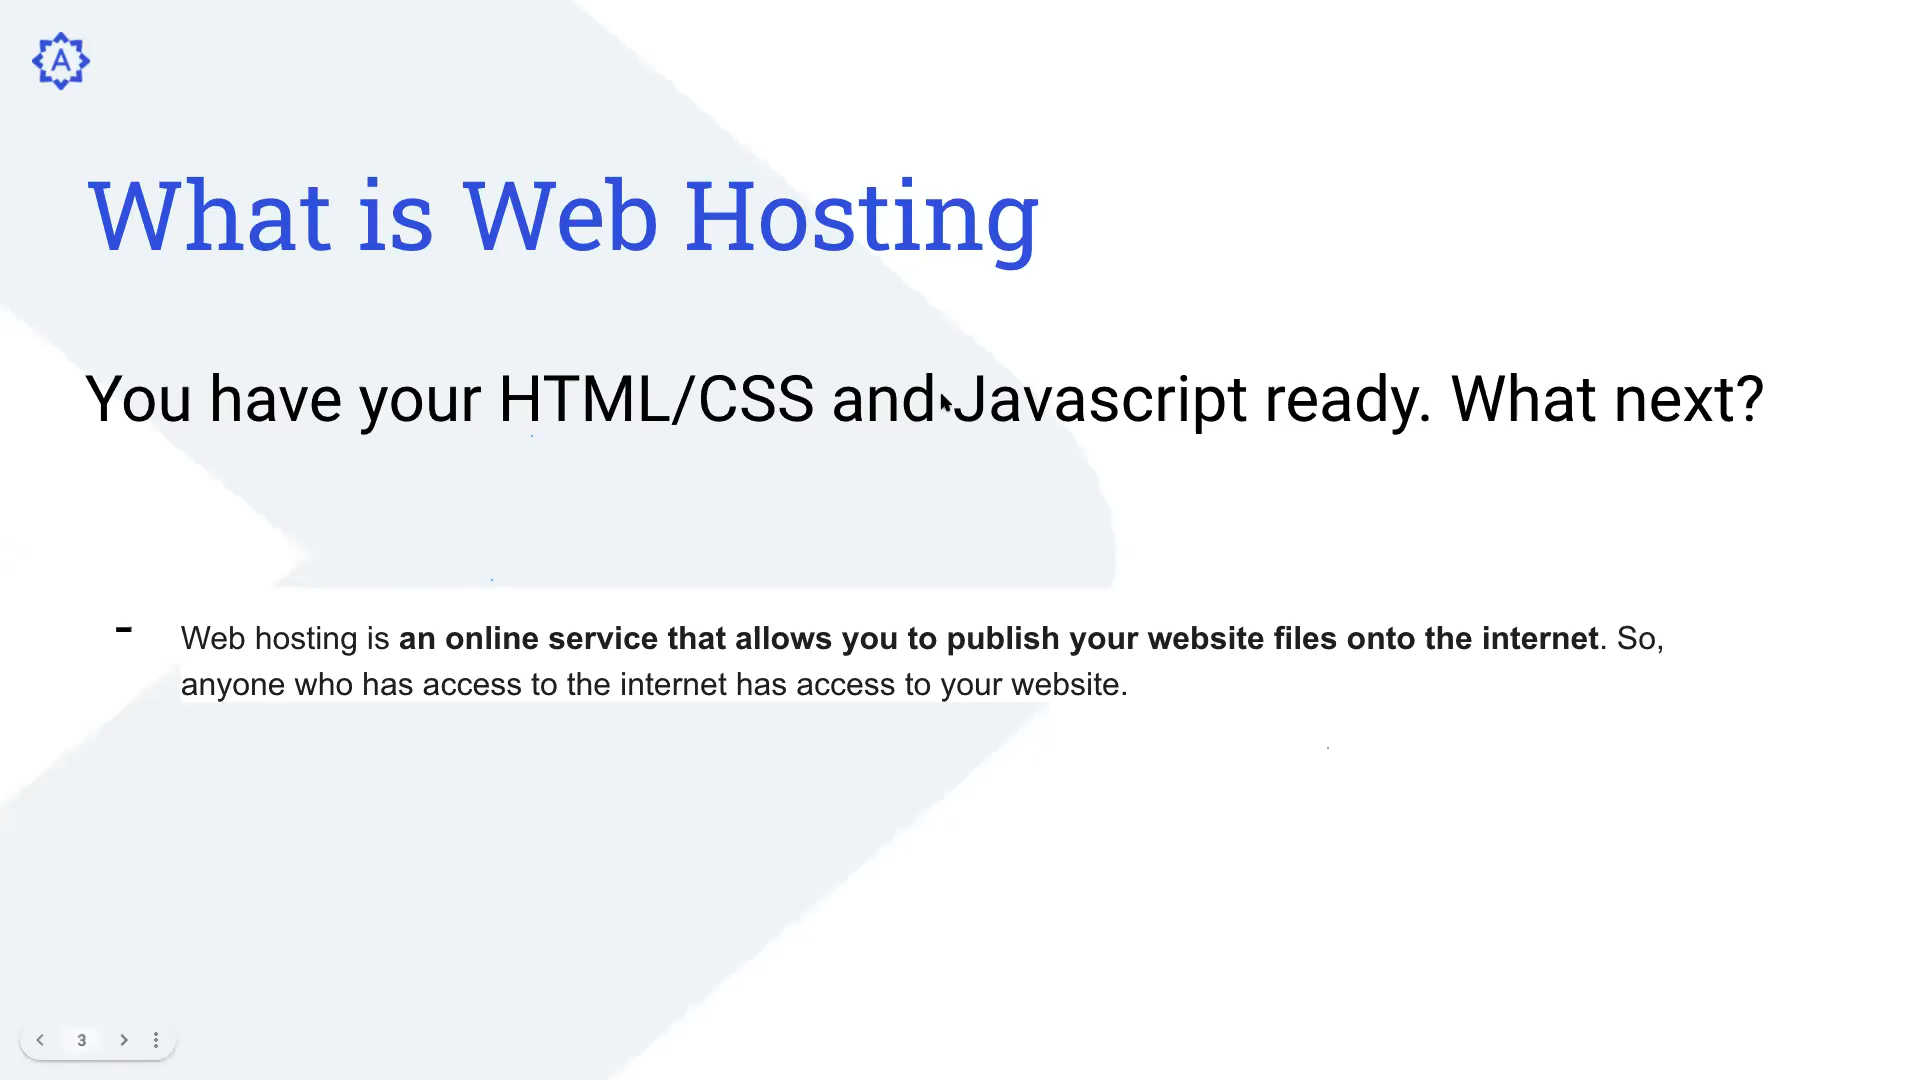 A
What is Web Hosting
You have your HTML/CSS and Javascript ready. What next?
- Web hosting is an online service that allows you to publish your website files onto the internet. So,
anyone who has access to the internet has access to your website.
3